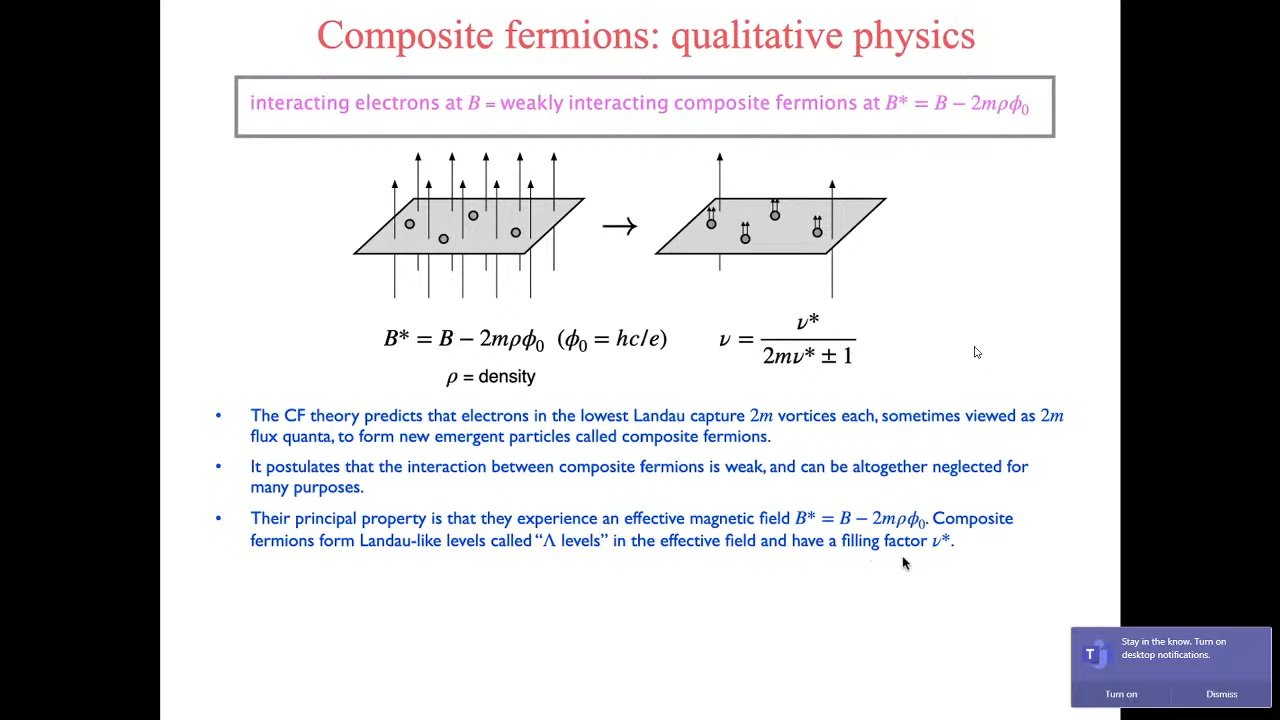 Composite fermions: qualitative physics
interacting electrons at B = weakly interacting composite fermions at B* = B − 2mρϕ₀
B* = B − 2mρϕ₀ (ϕ₀ = hc/e)
ν = ν* / (2mν* ± 1)
ρ = density
• The CF theory predicts that electrons in the lowest Landau capture 2m vortices each, sometimes viewed as 2m
flux quanta, to form new emergent particles called composite fermions.
• It postulates that the interaction between composite fermions is weak, and can be altogether neglected for
many purposes.
• Their principal property is that they experience an effective magnetic field B* = B − 2mρϕ₀. Composite
fermions form Landau-like levels called “Λ levels” in the effective field and have a filling factor ν*.
T
Stay in the know. Turn on
desktop notifications.
Turn on
Dismiss